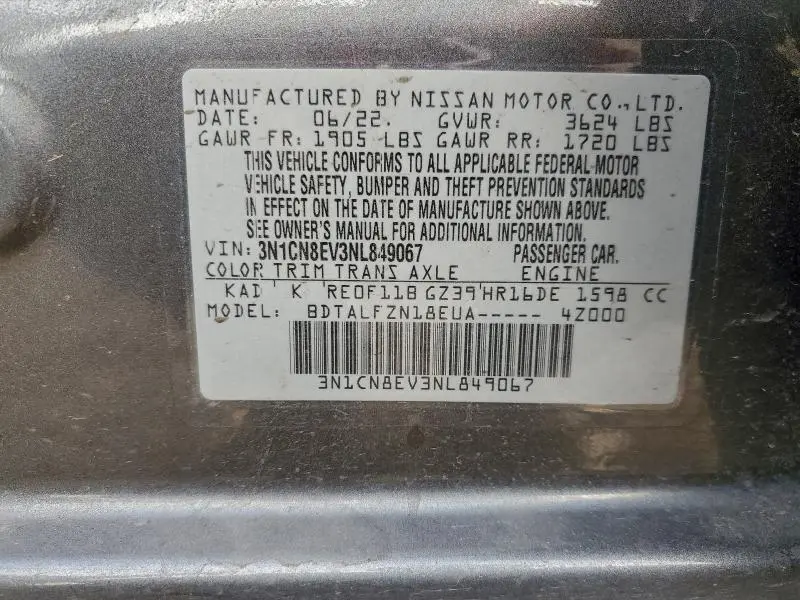 MANUFACTURED BY NISSAN MOTOR CO., LTD.
DATE: 06/22. GVWR: 3624 LBS
GAWR FR: 1905 LBS GAWR RR: 1720 LBS
THIS VEHICLE CONFORMS TO ALL APPLICABLE FEDERAL MOTOR
VEHICLE SAFETY, BUMPER AND THEFT PREVENTION STANDARDS
IN EFFECT ON THE DATE OF MANUFACTURE SHOWN ABOVE.
SEE OWNER'S MANUAL FOR ADDITIONAL INFORMATION.
VIN: 3N1CN8EV3NL849067 PASSENGER CAR.
COLOR TRIM TRANS AXLE ENGINE
KAD K RE0F11B GZ39 HR16DE 1598 CC
MODEL: BDTALFZN18EUA----- 4Z000
3N1CN8EV3NL849067